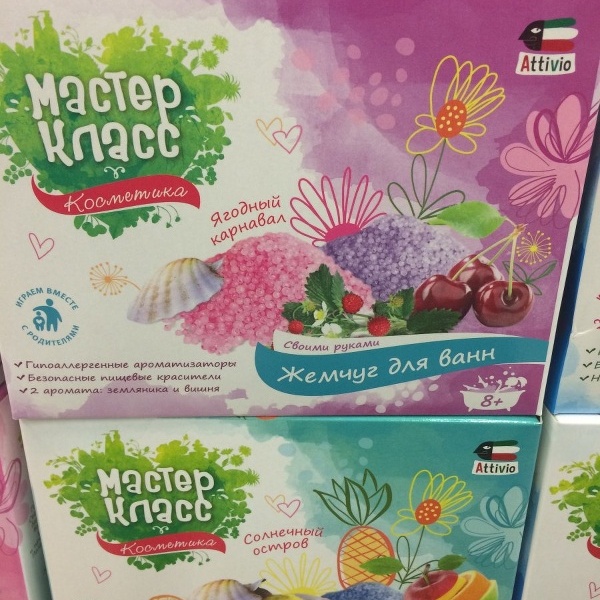 Мастер
Класс
Косметика
Attivio
Ягодный
карнавал
ИГРАЕМ ВМЕСТЕ
С РОДИТЕЛЯМИ
✓ Гипоаллергенные ароматизаторы
✓ Безопасные пищевые красители
✓ 2 аромата: земляника и вишня
Своими руками
Жемчуг для ванн
8+
Мастер
Класс
Косметика
Attivio
Солнечный
остров